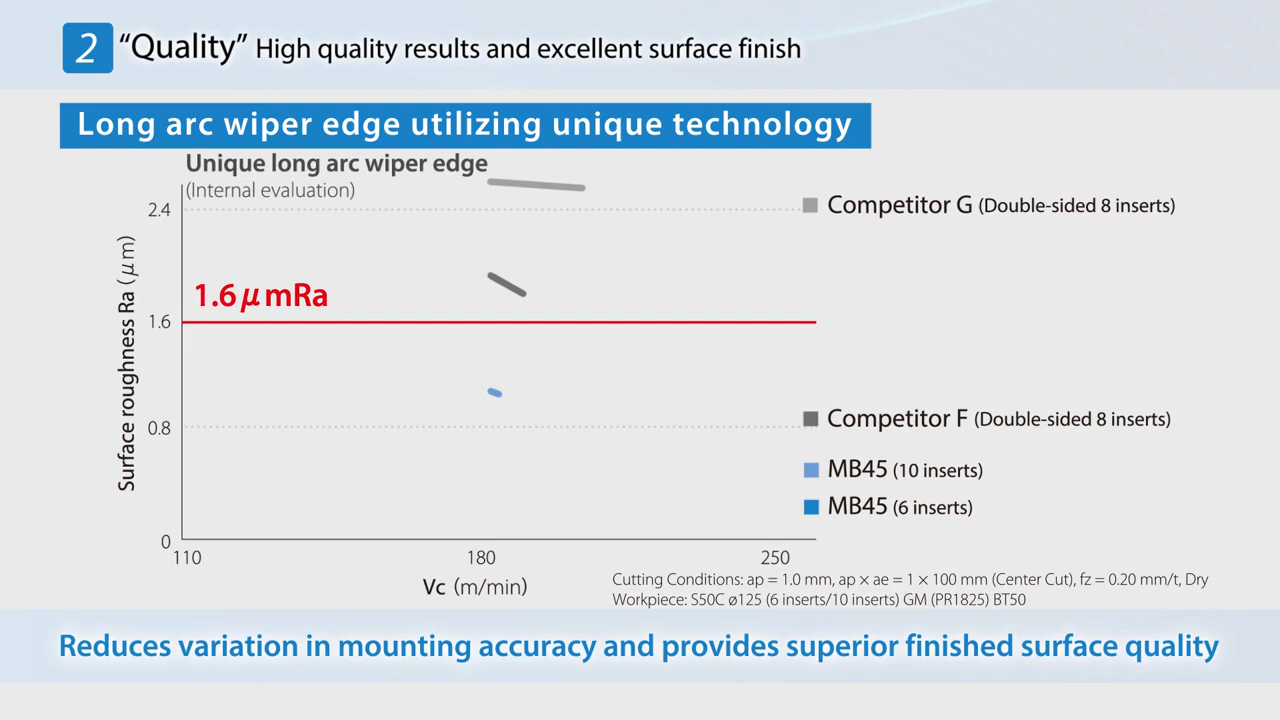 2 “Quality” High quality results and excellent surface finish
Long arc wiper edge utilizing unique technology
Unique long arc wiper edge
(Internal evaluation)
2.4
1.6
0.8
0
Surface roughness Ra (μm)
1.6μmRa
110
180
250
Vc (m/min)
Competitor G (Double-sided 8 inserts)
Competitor F (Double-sided 8 inserts)
MB45 (10 inserts)
MB45 (6 inserts)
Cutting Conditions: ap = 1.0 mm, ap × ae = 1 × 100 mm (Center Cut), fz = 0.20 mm/t, Dry
Workpiece: S50C ø125 (6 inserts/10 inserts) GM (PR1825) BT50
Reduces variation in mounting accuracy and provides superior finished surface quality